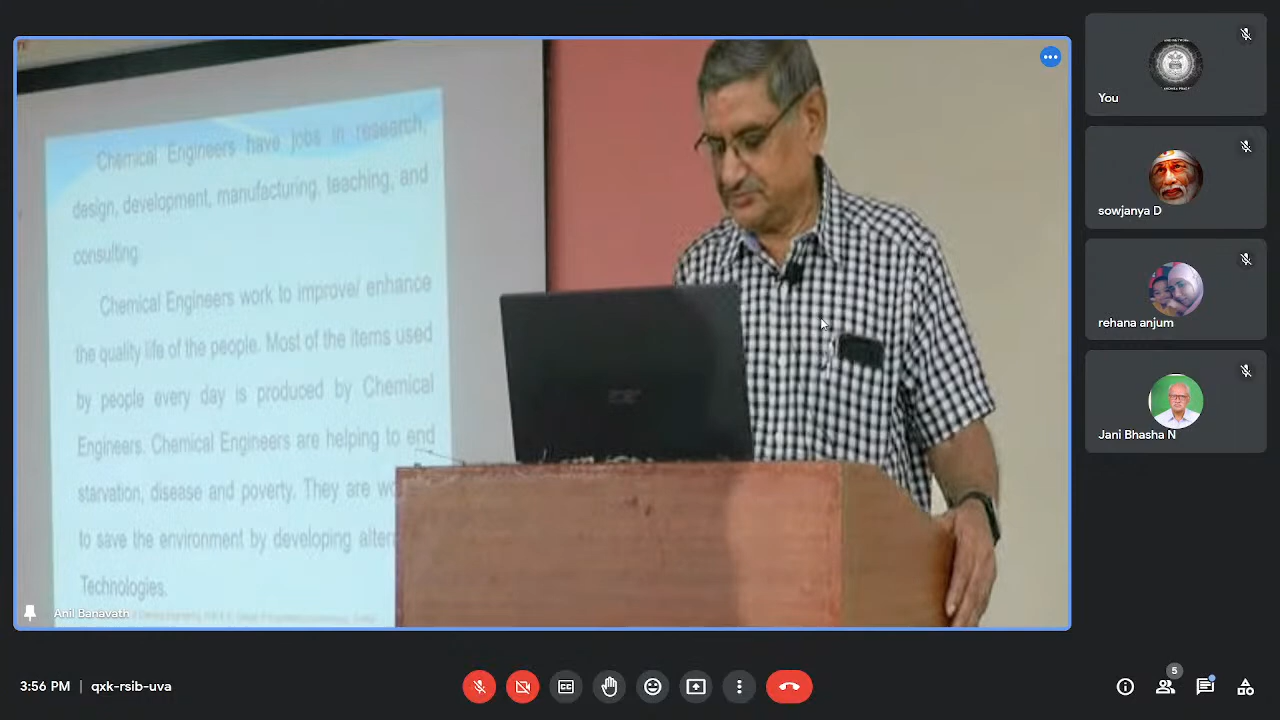 Chemical Engineers have jobs in research,
design, development, manufacturing, teaching, and
consulting.
Chemical Engineers work to improve/ enhance
the quality life of the people. Most of the items used
by people every day is produced by Chemical
Engineers. Chemical Engineers are helping to end
starvation, disease and poverty. They are
to save the environment by developing
Technologies.
acer
Anil Banavath
You
sowjanya D
rehana anjum
Jani Bhasha N
3:56 PM | qxk-rsib-uva
5